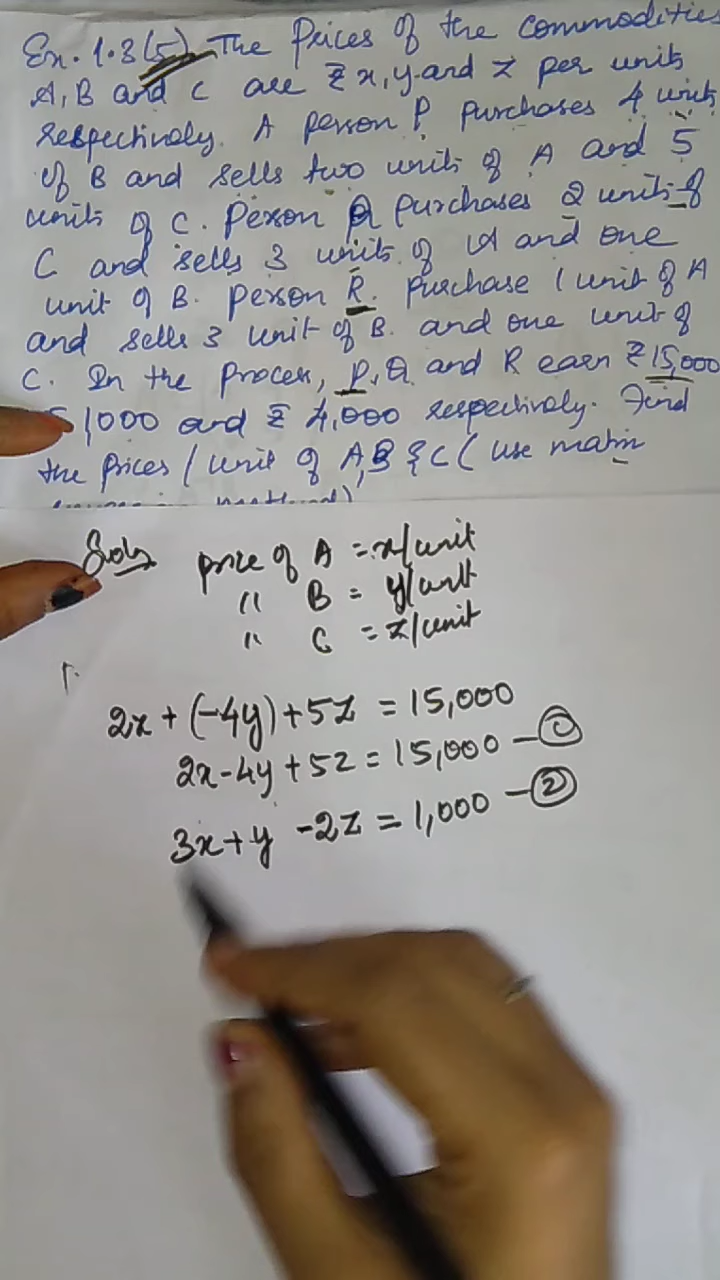 Ex. 1.3(5) The Prices of the commodities
A, B and C are ₹ x, y and z per units
respectively. A person P purchases 4 units
of B and sells two units of A and 5
units of C. Person Q purchases 2 units of
C and sells 3 units of A and one
unit of B. Person R purchase 1 unit of A
and sells 3 unit of B and one unit of
C. In the process, P, Q and R earn ₹ 15,000
1000 and ₹ 4,000 respectively. Find
the prices / unit of A, B & C ( use matrix
Soln price of A = x/unit
" B = y/unit
" C = z/unit
2x + (-4y) + 5z = 15,000
2x - 4y + 5z = 15,000 - ①
3x + y - 2z = 1,000 - ②